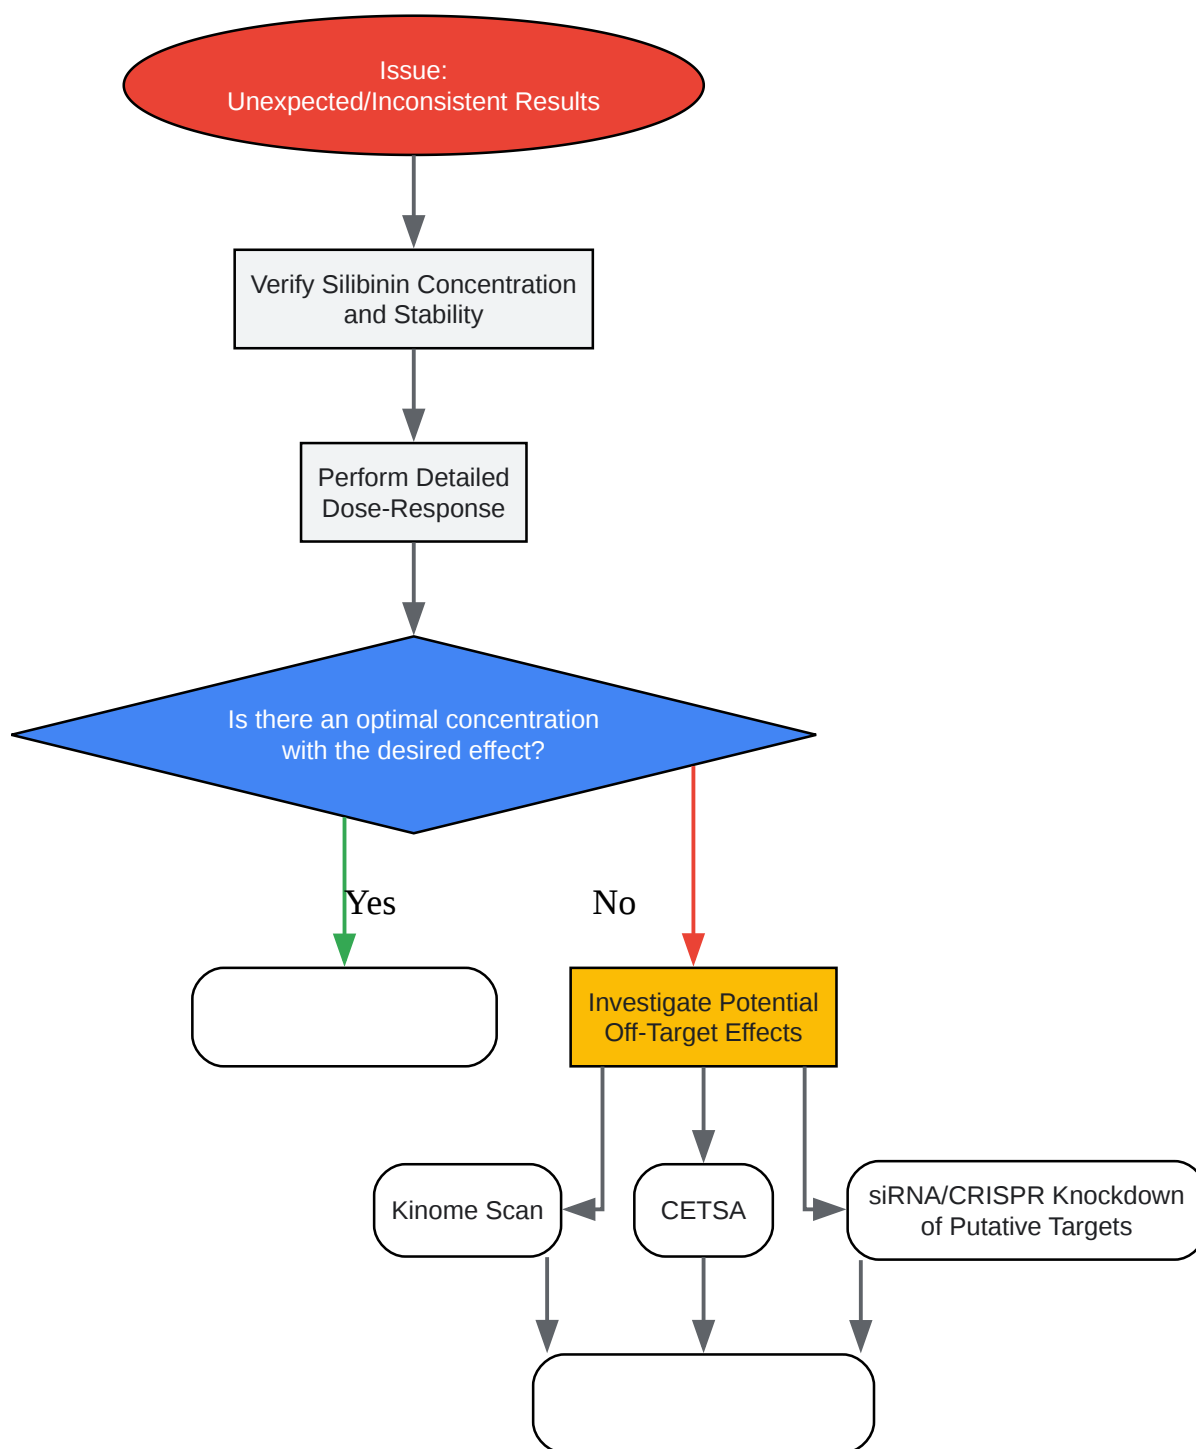 Issue:
Unexpected/Inconsistent Results
Verify Silibinin Concentration
and Stability
Perform Detailed
Dose-Response
Is there an optimal concentration
with the desired effect?
Yes
No
Investigate Potential
Off-Target Effects
Kinome Scan
CETSA
siRNA/CRISPR Knockdown
of Putative Targets